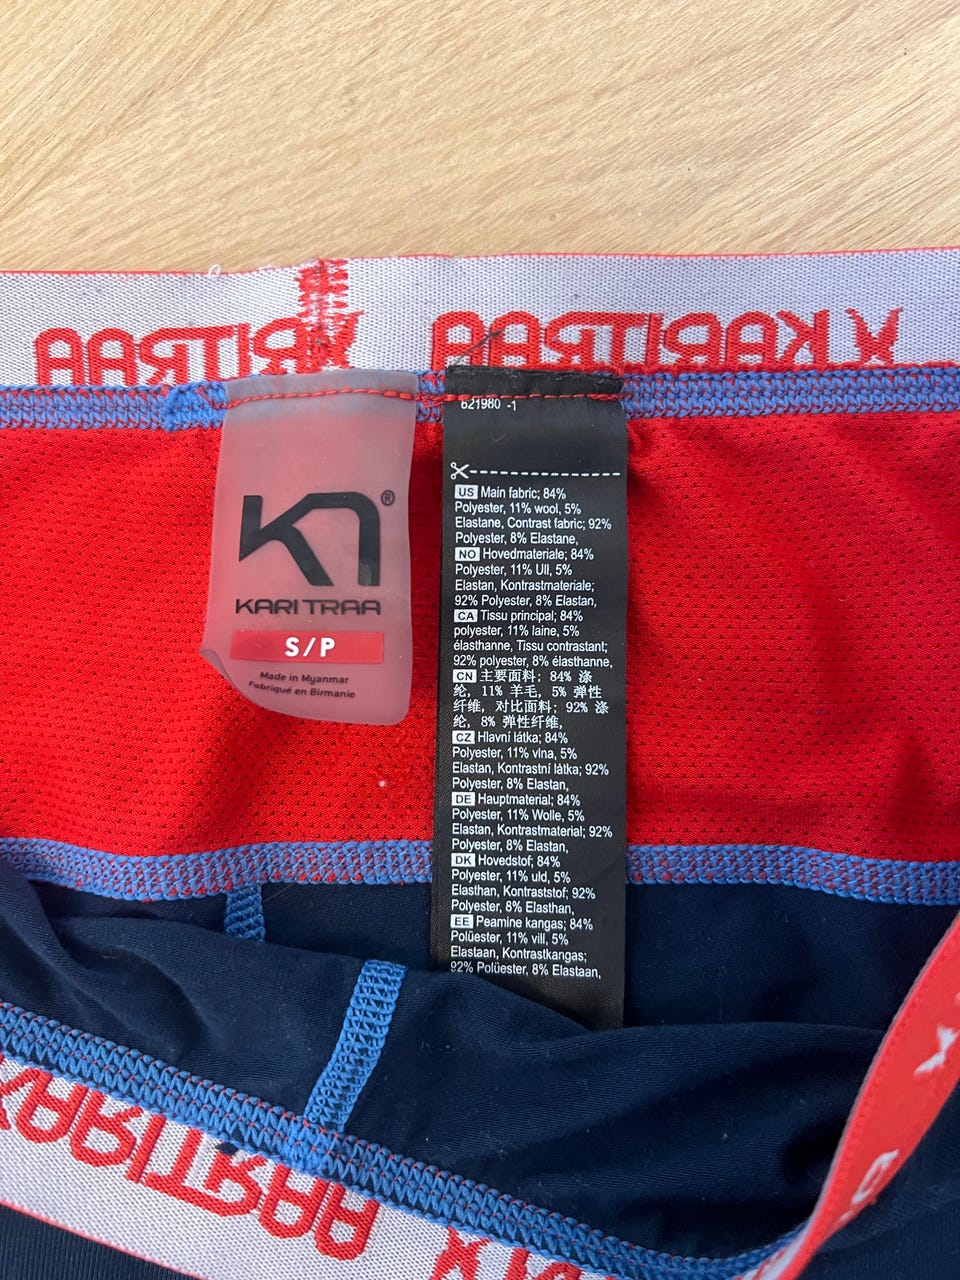 KARITRAA
KARITRAA
KARI TRAA
®
S/P
Made in Myanmar
Fabriqué en Birmanie
621980 -1
US Main fabric; 84%
Polyester, 11% wool, 5%
Elastane, Contrast fabric; 92%
Polyester, 8% Elastane,
NO Hovedmateriale; 84%
Polyester, 11% Ull, 5%
Elastan, Kontrastmateriale;
92% Polyester, 8% Elastan,
CA Tissu principal; 84%
polyester, 11% laine, 5%
élasthanne, Tissu contrastant;
92% polyester, 8% élasthanne,
CN 主要面料; 84% 涤
纶, 11% 羊毛, 5% 弹性
纤维, 对比面料; 92% 涤
纶, 8% 弹性纤维,
CZ Hlavní látka; 84%
Polyester, 11% vlna, 5%
Elastan, Kontrastní látka; 92%
Polyester, 8% Elastan,
DE Hauptmaterial; 84%
Polyester, 11% Wolle, 5%
Elastan, Kontrastmaterial; 92%
Polyester, 8% Elastan,
DK Hovedstof; 84%
Polyester, 11% uld, 5%
Elasthan, Kontraststof; 92%
Polyester, 8% Elasthan,
EE Peamine kangas; 84%
Polüester, 11% vill, 5%
Elastaan, Kontrastkangas;
92% Polüester, 8% Elastaan,
KARITRAA